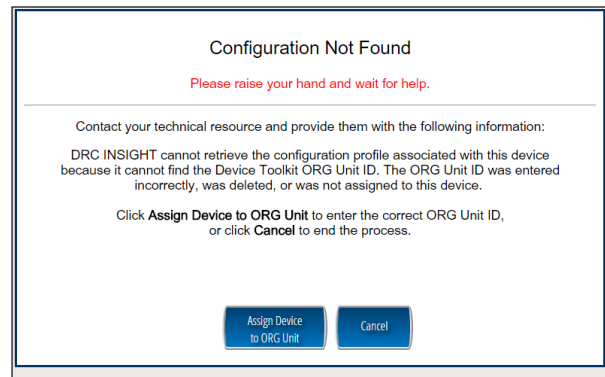 Configuration Not Found
Please raise your hand and wait for help.
Contact your technical resource and provide them with the following information:
DRC INSIGHT cannot retrieve the configuration profile associated with this device
because it cannot find the Device Toolkit ORG Unit ID. The ORG Unit ID was entered
incorrectly, was deleted, or was not assigned to this device.
Click Assign Device to ORG Unit to enter the correct ORG Unit ID,
or click Cancel to end the process.
Assign Device
to ORG Unit
Cancel